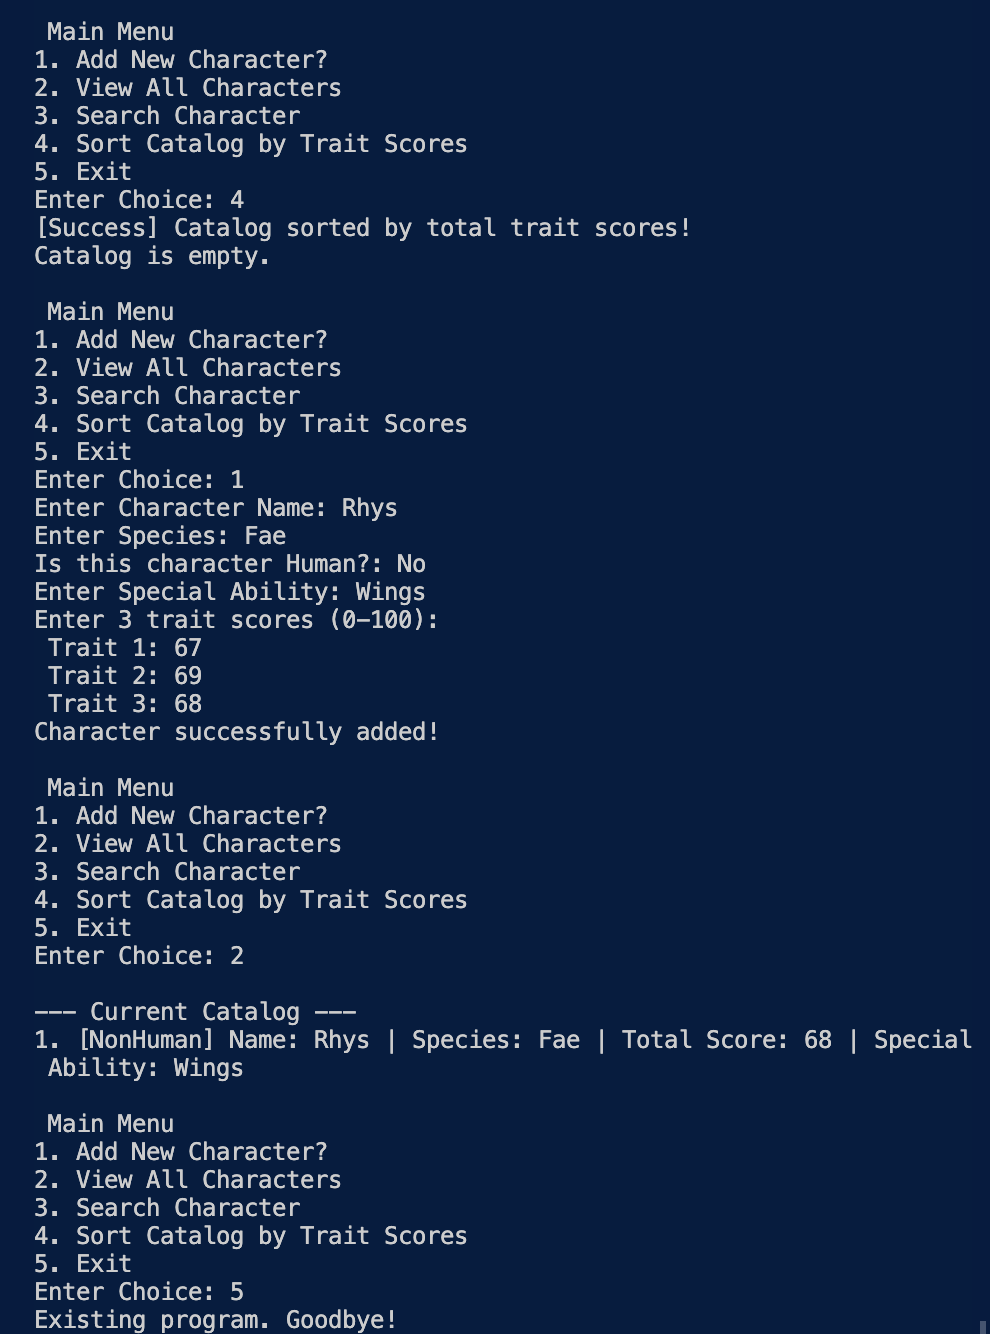 Main Menu
1. Add New Character?
2. View All Characters
3. Search Character
4. Sort Catalog by Trait Scores
5. Exit
Enter Choice: 4
[Success] Catalog sorted by total trait scores!
Catalog is empty.
Main Menu
1. Add New Character?
2. View All Characters
3. Search Character
4. Sort Catalog by Trait Scores
5. Exit
Enter Choice: 1
Enter Character Name: Rhys
Enter Species: Fae
Is this character Human?: No
Enter Special Ability: Wings
Enter 3 trait scores (0-100):
Trait 1: 67
Trait 2: 69
Trait 3: 68
Character successfully added!
Main Menu
1. Add New Character?
2. View All Characters
3. Search Character
4. Sort Catalog by Trait Scores
5. Exit
Enter Choice: 2
--- Current Catalog ---
1. [NonHuman] Name: Rhys | Species: Fae | Total Score: 68 | Special
Ability: Wings
Main Menu
1. Add New Character?
2. View All Characters
3. Search Character
4. Sort Catalog by Trait Scores
5. Exit
Enter Choice: 5
Existing program. Goodbye!